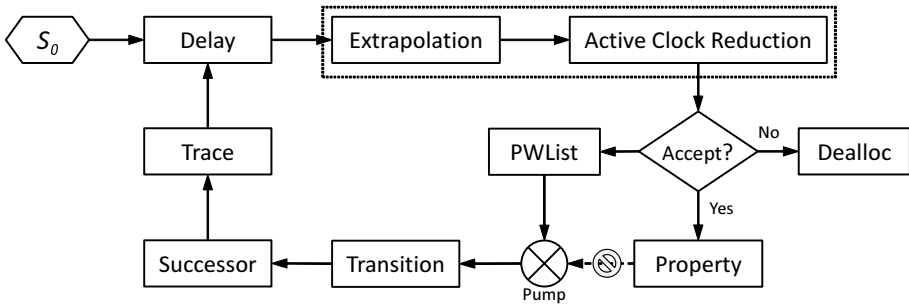 S0
Delay
Extrapolation
Active Clock Reduction
Trace
PWList
Accept?
No
Dealloc
Yes
Successor
Transition
Pump
Property